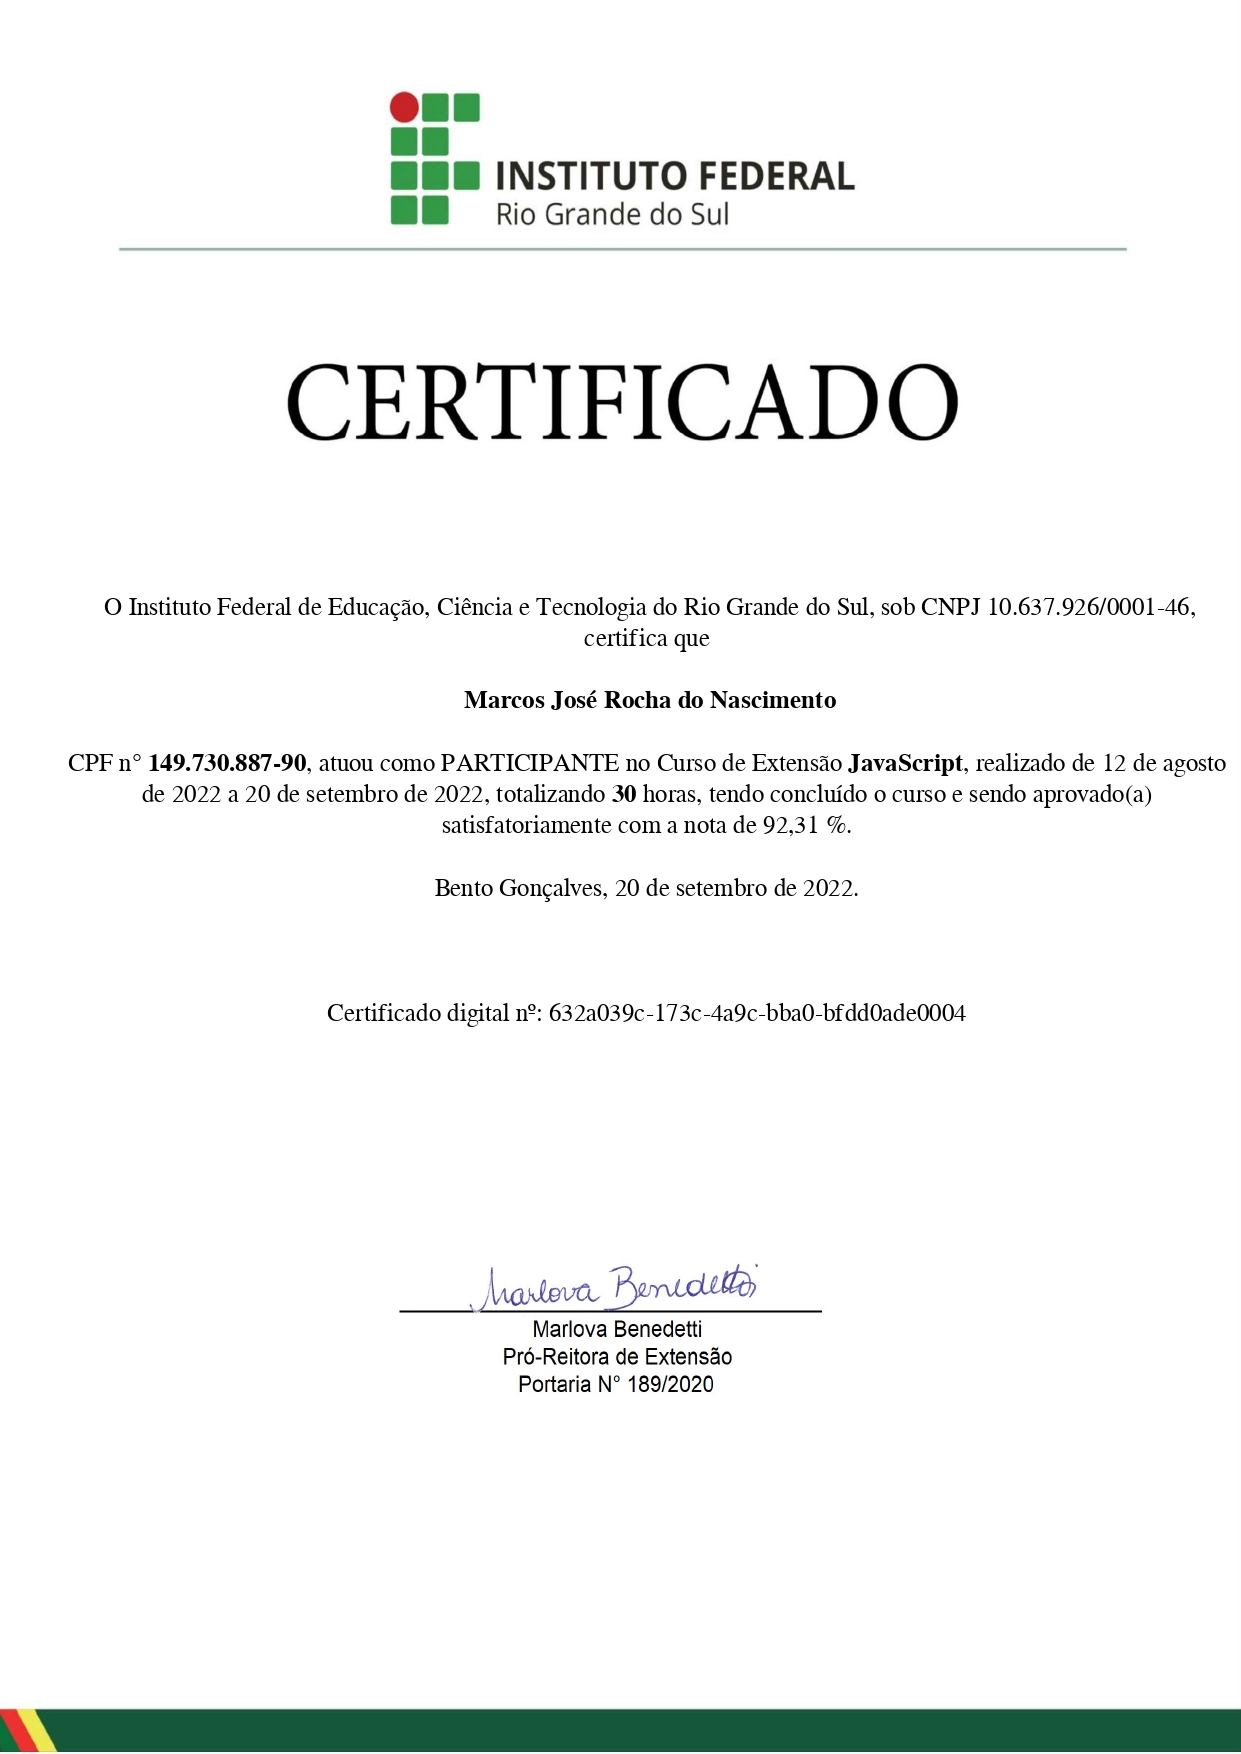 INSTITUTO FEDERAL
Rio Grande do Sul
CERTIFICADO
O Instituto Federal de Educação, Ciência e Tecnologia do Rio Grande do Sul, sob CNPJ 10.637.926/0001-46,
certifica que
Marcos José Rocha do Nascimento
CPF n° 149.730.887-90, atuou como PARTICIPANTE no Curso de Extensão JavaScript, realizado de 12 de agosto
de 2022 a 20 de setembro de 2022, totalizando 30 horas, tendo concluído o curso e sendo aprovado(a)
satisfatoriamente com a nota de 92,31 %.
Bento Gonçalves, 20 de setembro de 2022.
Certificado digital nº: 632a039c-173c-4a9c-bba0-bfdd0ade0004
Marlova Benedetti
Marlova Benedetti
Pró-Reitora de Extensão
Portaria N° 189/2020